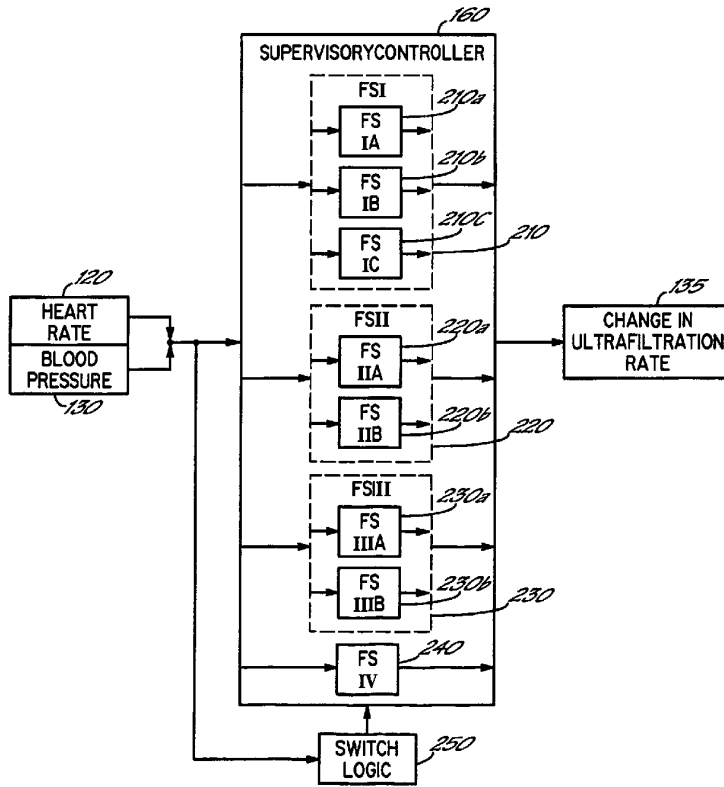 160
SUPERVISORYCONTROLLER
FSI
210a
FS
IA
210b
FS
IB
210C
FS
IC
210
120
HEART
RATE
BLOOD
PRESSURE
130
135
CHANGE IN
ULTRAFILTRATION
RATE
FSII
220a
FS
IIA
220b
FS
IIB
220
FSIII
230a
FS
IIIA
230b
FS
IIIB
230
240
FS
IV
SWITCH
LOGIC
250